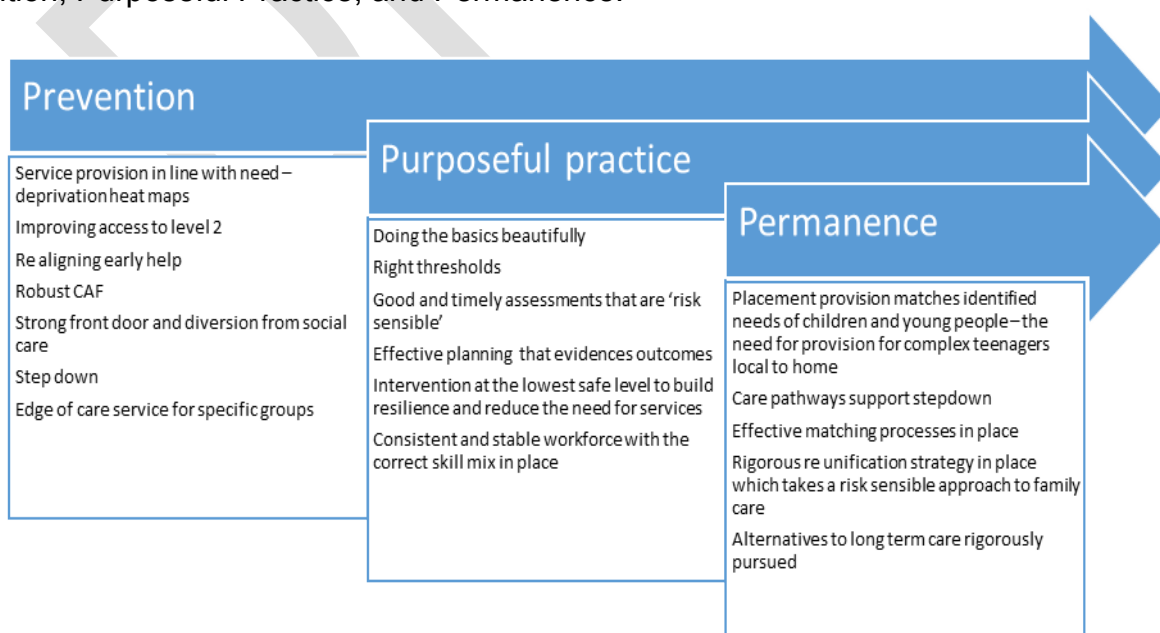 Purposeful Practice, and Permanence.
Prevention
Service provision in line with need –
deprivation heat maps
Improving access to level 2
Re aligning early help
Robust CAF
Strong front door and diversion from social
care
Step down
Edge of care service for specific groups
Purposeful practice
Doing the basics beautifully
Right thresholds
Good and timely assessments that are ‘risk
sensible’
Effective planning that evidences outcomes
Intervention at the lowest safe level to build
resilience and reduce the need for services
Consistent and stable workforce with the
correct skill mix in place
Permanence
Placement provision matches identified
needs of children and young people – the
need for provision for complex teenagers
local to home
Care pathways support stepdown
Effective matching processes in place
Rigorous re unification strategy in place
which takes a risk sensible approach to family
care
Alternatives to long term care rigorously
pursued